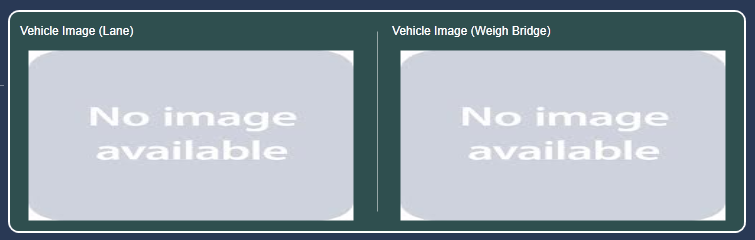 Vehicle Image (Lane)
No image
available
Vehicle Image (Weigh Bridge)
No image
available